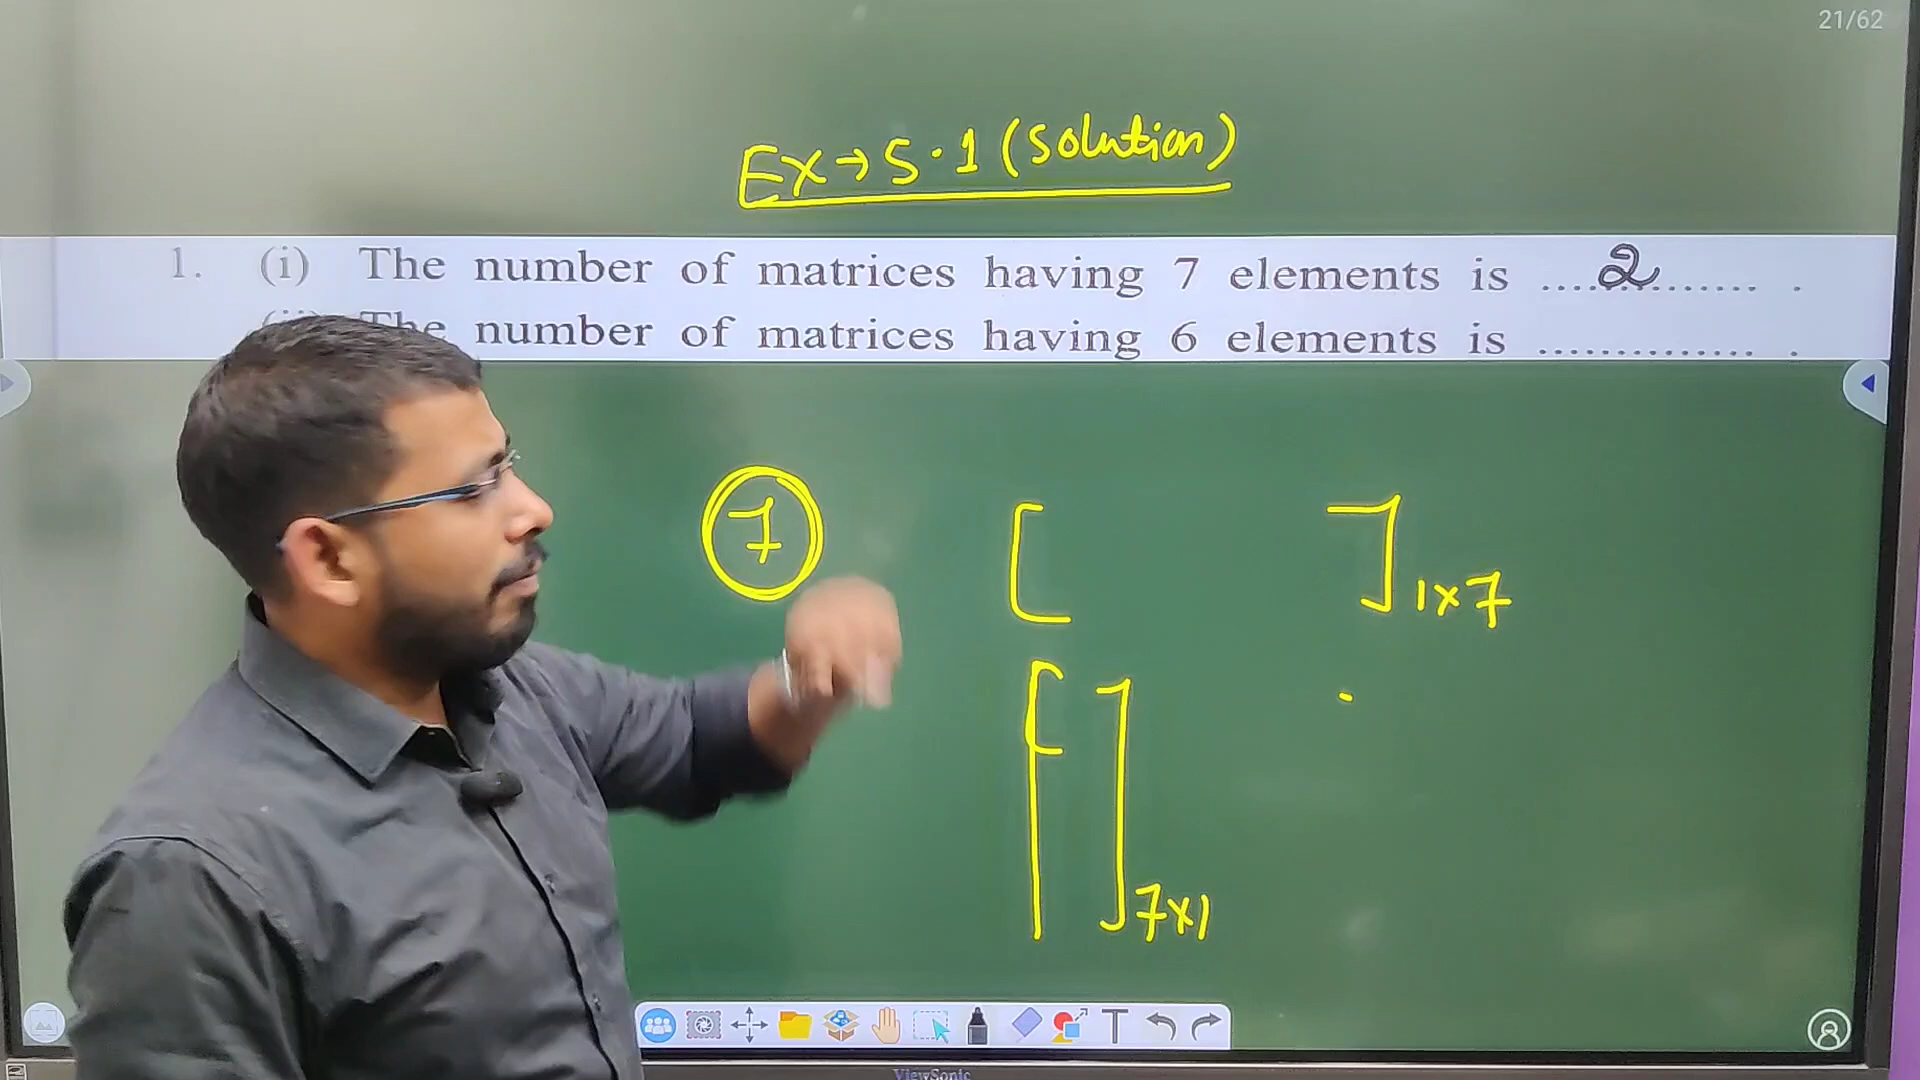 21/62
Ex→5.1 (Solution)
1. (i) The number of matrices having 7 elements is ....2.... .
The number of matrices having 6 elements is .............. .
7
[ ]1×7
[ ]7×1
T
ViewSonic